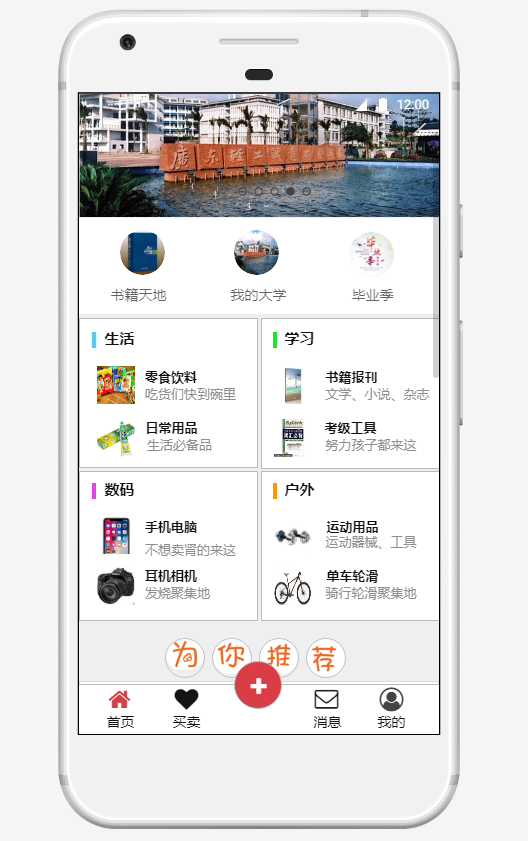 12:00
广东轻工
书籍天地
我的大学
毕业季
生活
学习
零食饮料
吃货们快到碗里
书籍报刊
文学、小说、杂志
日常用品
生活必备品
考级工具
努力孩子都来这
数码
户外
手机电脑
不想卖肾的来这
运动用品
运动器械、工具
耳机相机
发烧聚集地
单车轮滑
骑行轮滑聚集地
为你推荐
首页
买卖
消息
我的